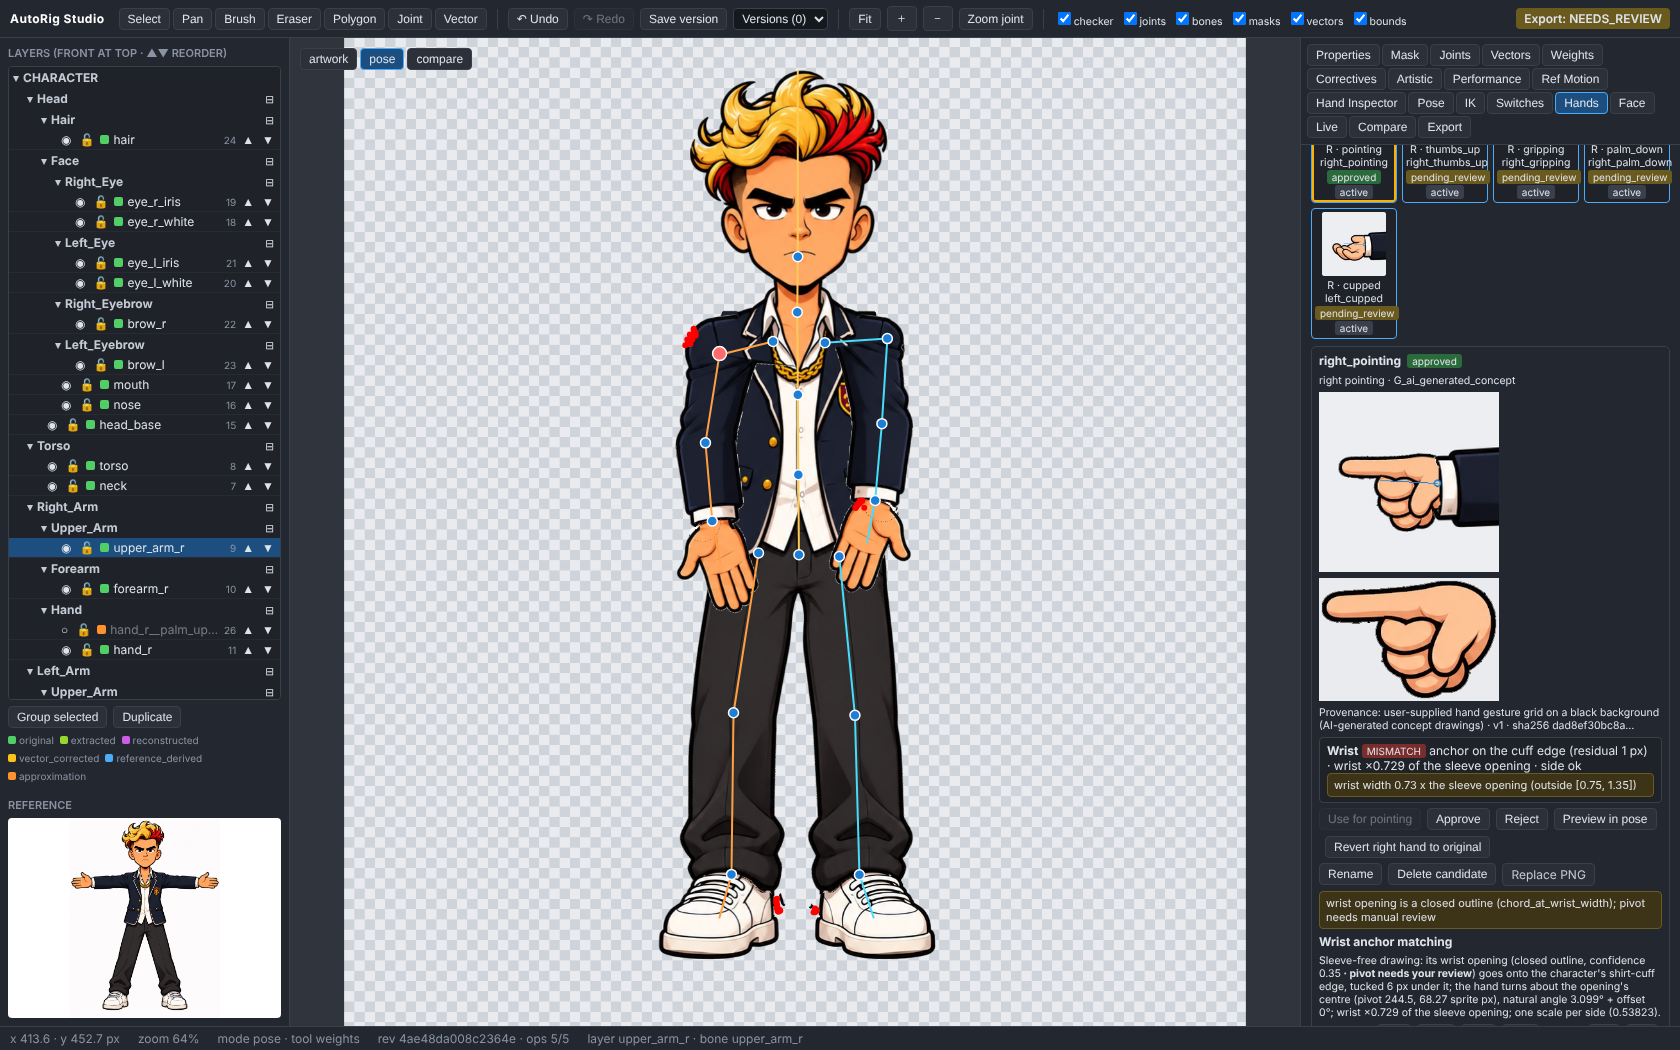 AutoRig Studio Select Pan Brush Eraser Polygon Joint Vector ↶ Undo ↷ Redo Save version Versions (0) Fit + − Zoom joint checker joints bones masks vectors bounds Export: NEEDS_REVIEW
LAYERS (FRONT AT TOP · ▲▼ REORDER)
▾ CHARACTER
▾ Head
▾ Hair
hair 24 ▲ ▼
▾ Face
▾ Right_Eye
eye_r_iris 19 ▲ ▼
eye_r_white 18 ▲ ▼
▾ Left_Eye
eye_l_iris 21 ▲ ▼
eye_l_white 20 ▲ ▼
▾ Right_Eyebrow
brow_r 22 ▲ ▼
▾ Left_Eyebrow
brow_l 23 ▲ ▼
mouth 17 ▲ ▼
nose 16 ▲ ▼
head_base 15 ▲ ▼
▾ Torso
torso 8 ▲ ▼
neck 7 ▲ ▼
▾ Right_Arm
▾ Upper_Arm
upper_arm_r 9 ▲ ▼
▾ Forearm
forearm_r 10 ▲ ▼
▾ Hand
hand_r__palm_up... 26 ▲ ▼
hand_r 11 ▲ ▼
▾ Left_Arm
▾ Upper_Arm
Group selected Duplicate
original extracted reconstructed
vector_corrected reference_derived
approximation
REFERENCE
artwork pose compare
Properties Mask Joints Vectors Weights
Correctives Artistic Performance Ref Motion
Hand Inspector Pose IK Switches Hands Face
Live Compare Export
R · pointing R · thumbs_up R · gripping R · palm_down
right_pointing right_thumbs_up right_gripping right_palm_down
approved pending_review pending_review pending_review
active active active active
R · cupped
left_cupped
pending_review
active
right_pointing approved
right pointing · G_ai_generated_concept
Provenance: user-supplied hand gesture grid on a black background
(AI-generated concept drawings) · v1 · sha256 dad8ef30bc8a...
Wrist MISMATCH anchor on the cuff edge (residual 1 px)
· wrist ×0.729 of the sleeve opening · side ok
wrist width 0.73 x the sleeve opening (outside [0.75, 1.35])
Use for pointing Approve Reject Preview in pose
Revert right hand to original
Rename Delete candidate Replace PNG
wrist opening is a closed outline (chord_at_wrist_width); pivot
needs manual review
Wrist anchor matching
Sleeve-free drawing: its wrist opening (closed outline, confidence
0.35 · pivot needs your review) goes onto the character's shirt-cuff
edge, tucked 6 px under it; the hand turns about the opening's
centre (pivot 244.5, 68.27 sprite px), natural angle 3.099° + offset
0°; wrist ×0.729 of the sleeve opening; one scale per side (0.53823).
x 413.6 · y 452.7 px zoom 64% mode pose · tool weights rev 4ae48da008c2364e · ops 5/5 layer upper_arm_r · bone upper_arm_r